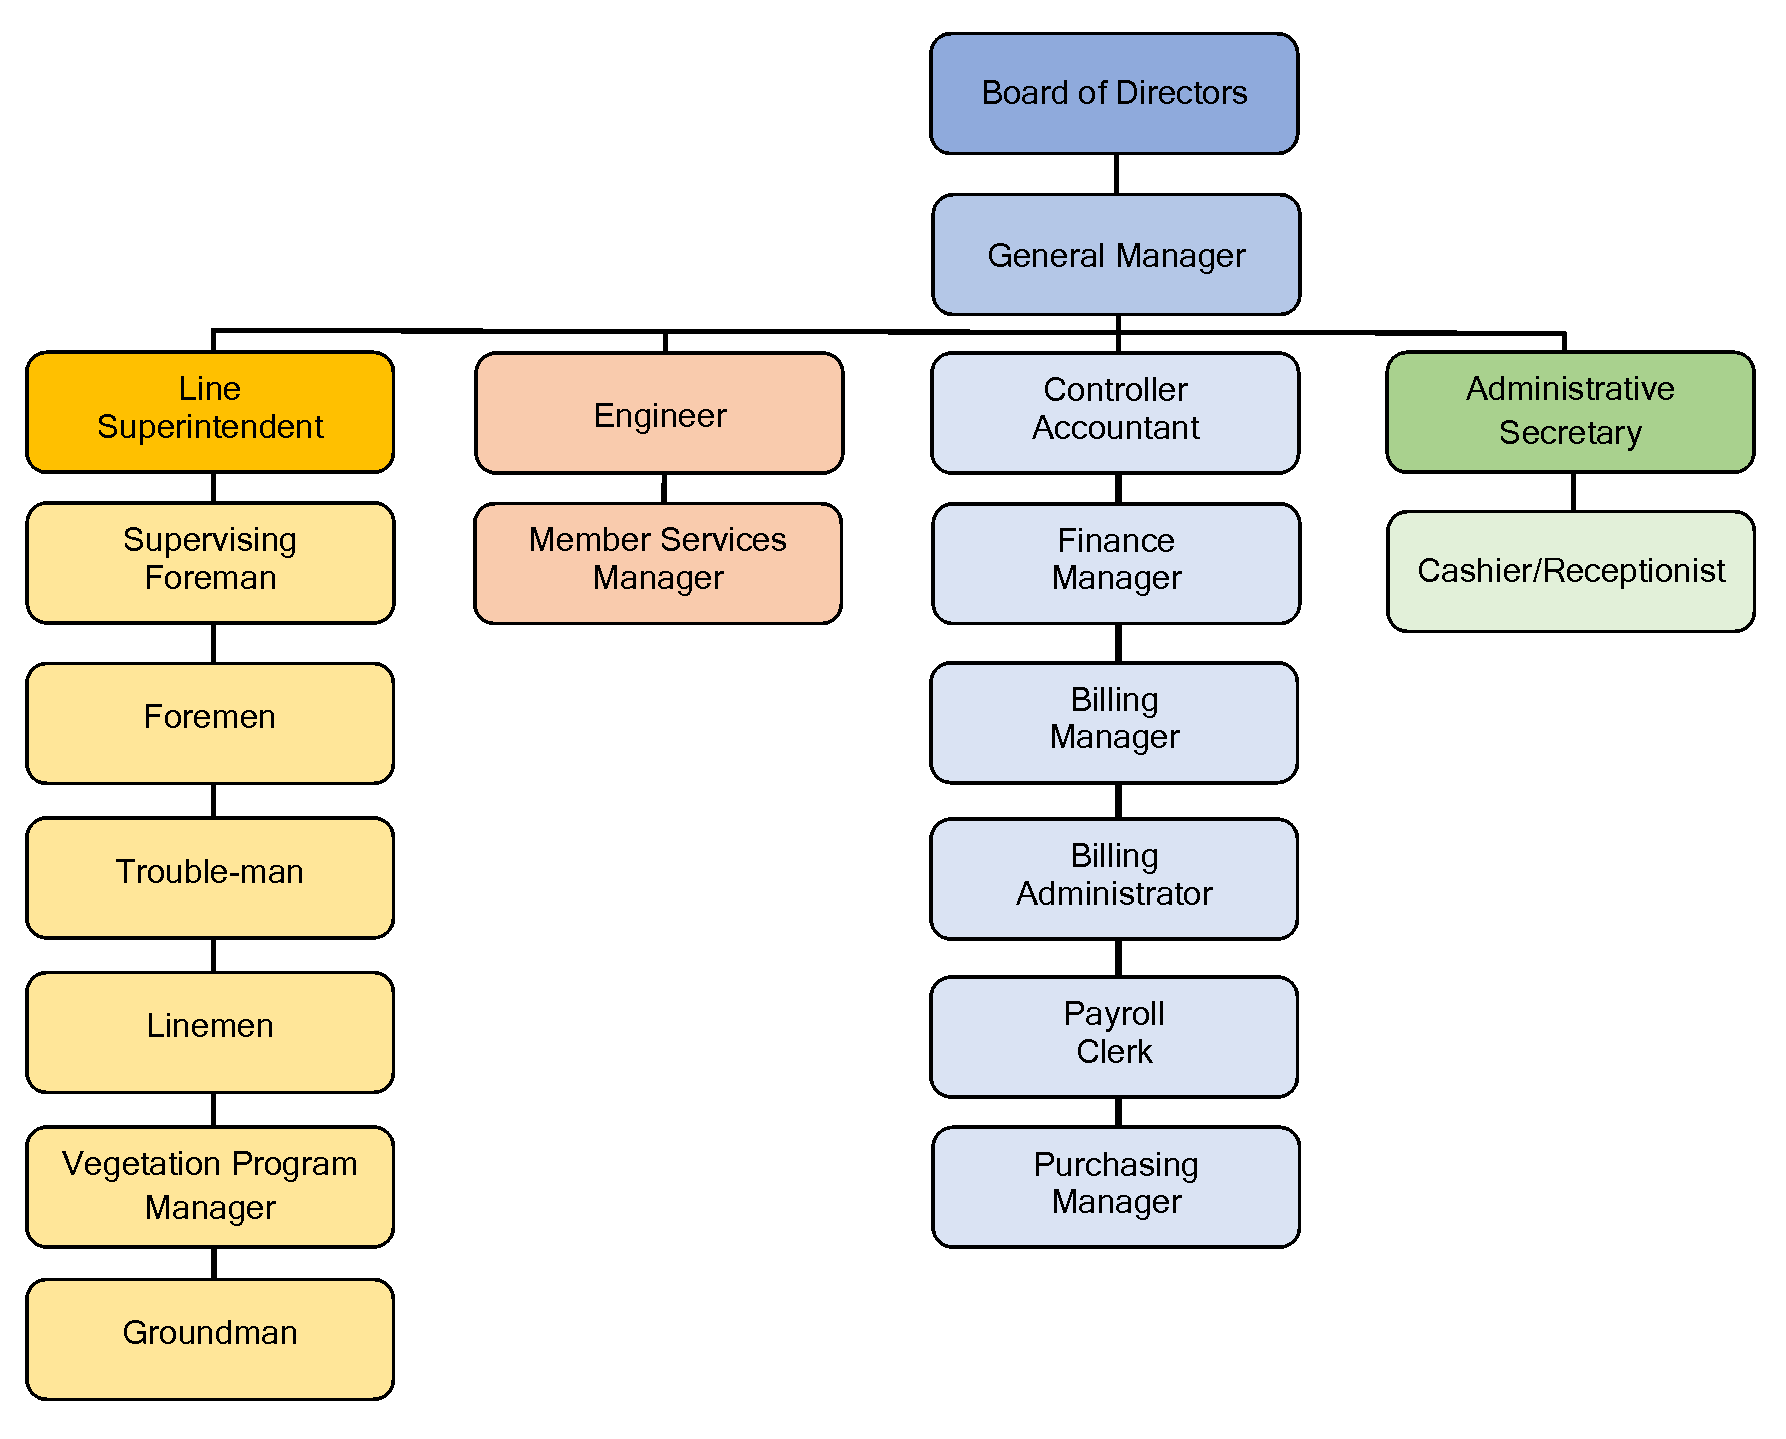 Board of Directors
General Manager
Line
Superintendent
Engineer
Controller
Accountant
Administrative
Secretary
Supervising
Foreman
Member Services
Manager
Finance
Manager
Cashier/Receptionist
Foremen
Billing
Manager
Trouble-man
Billing
Administrator
Linemen
Payroll
Clerk
Vegetation Program
Manager
Purchasing
Manager
Groundman